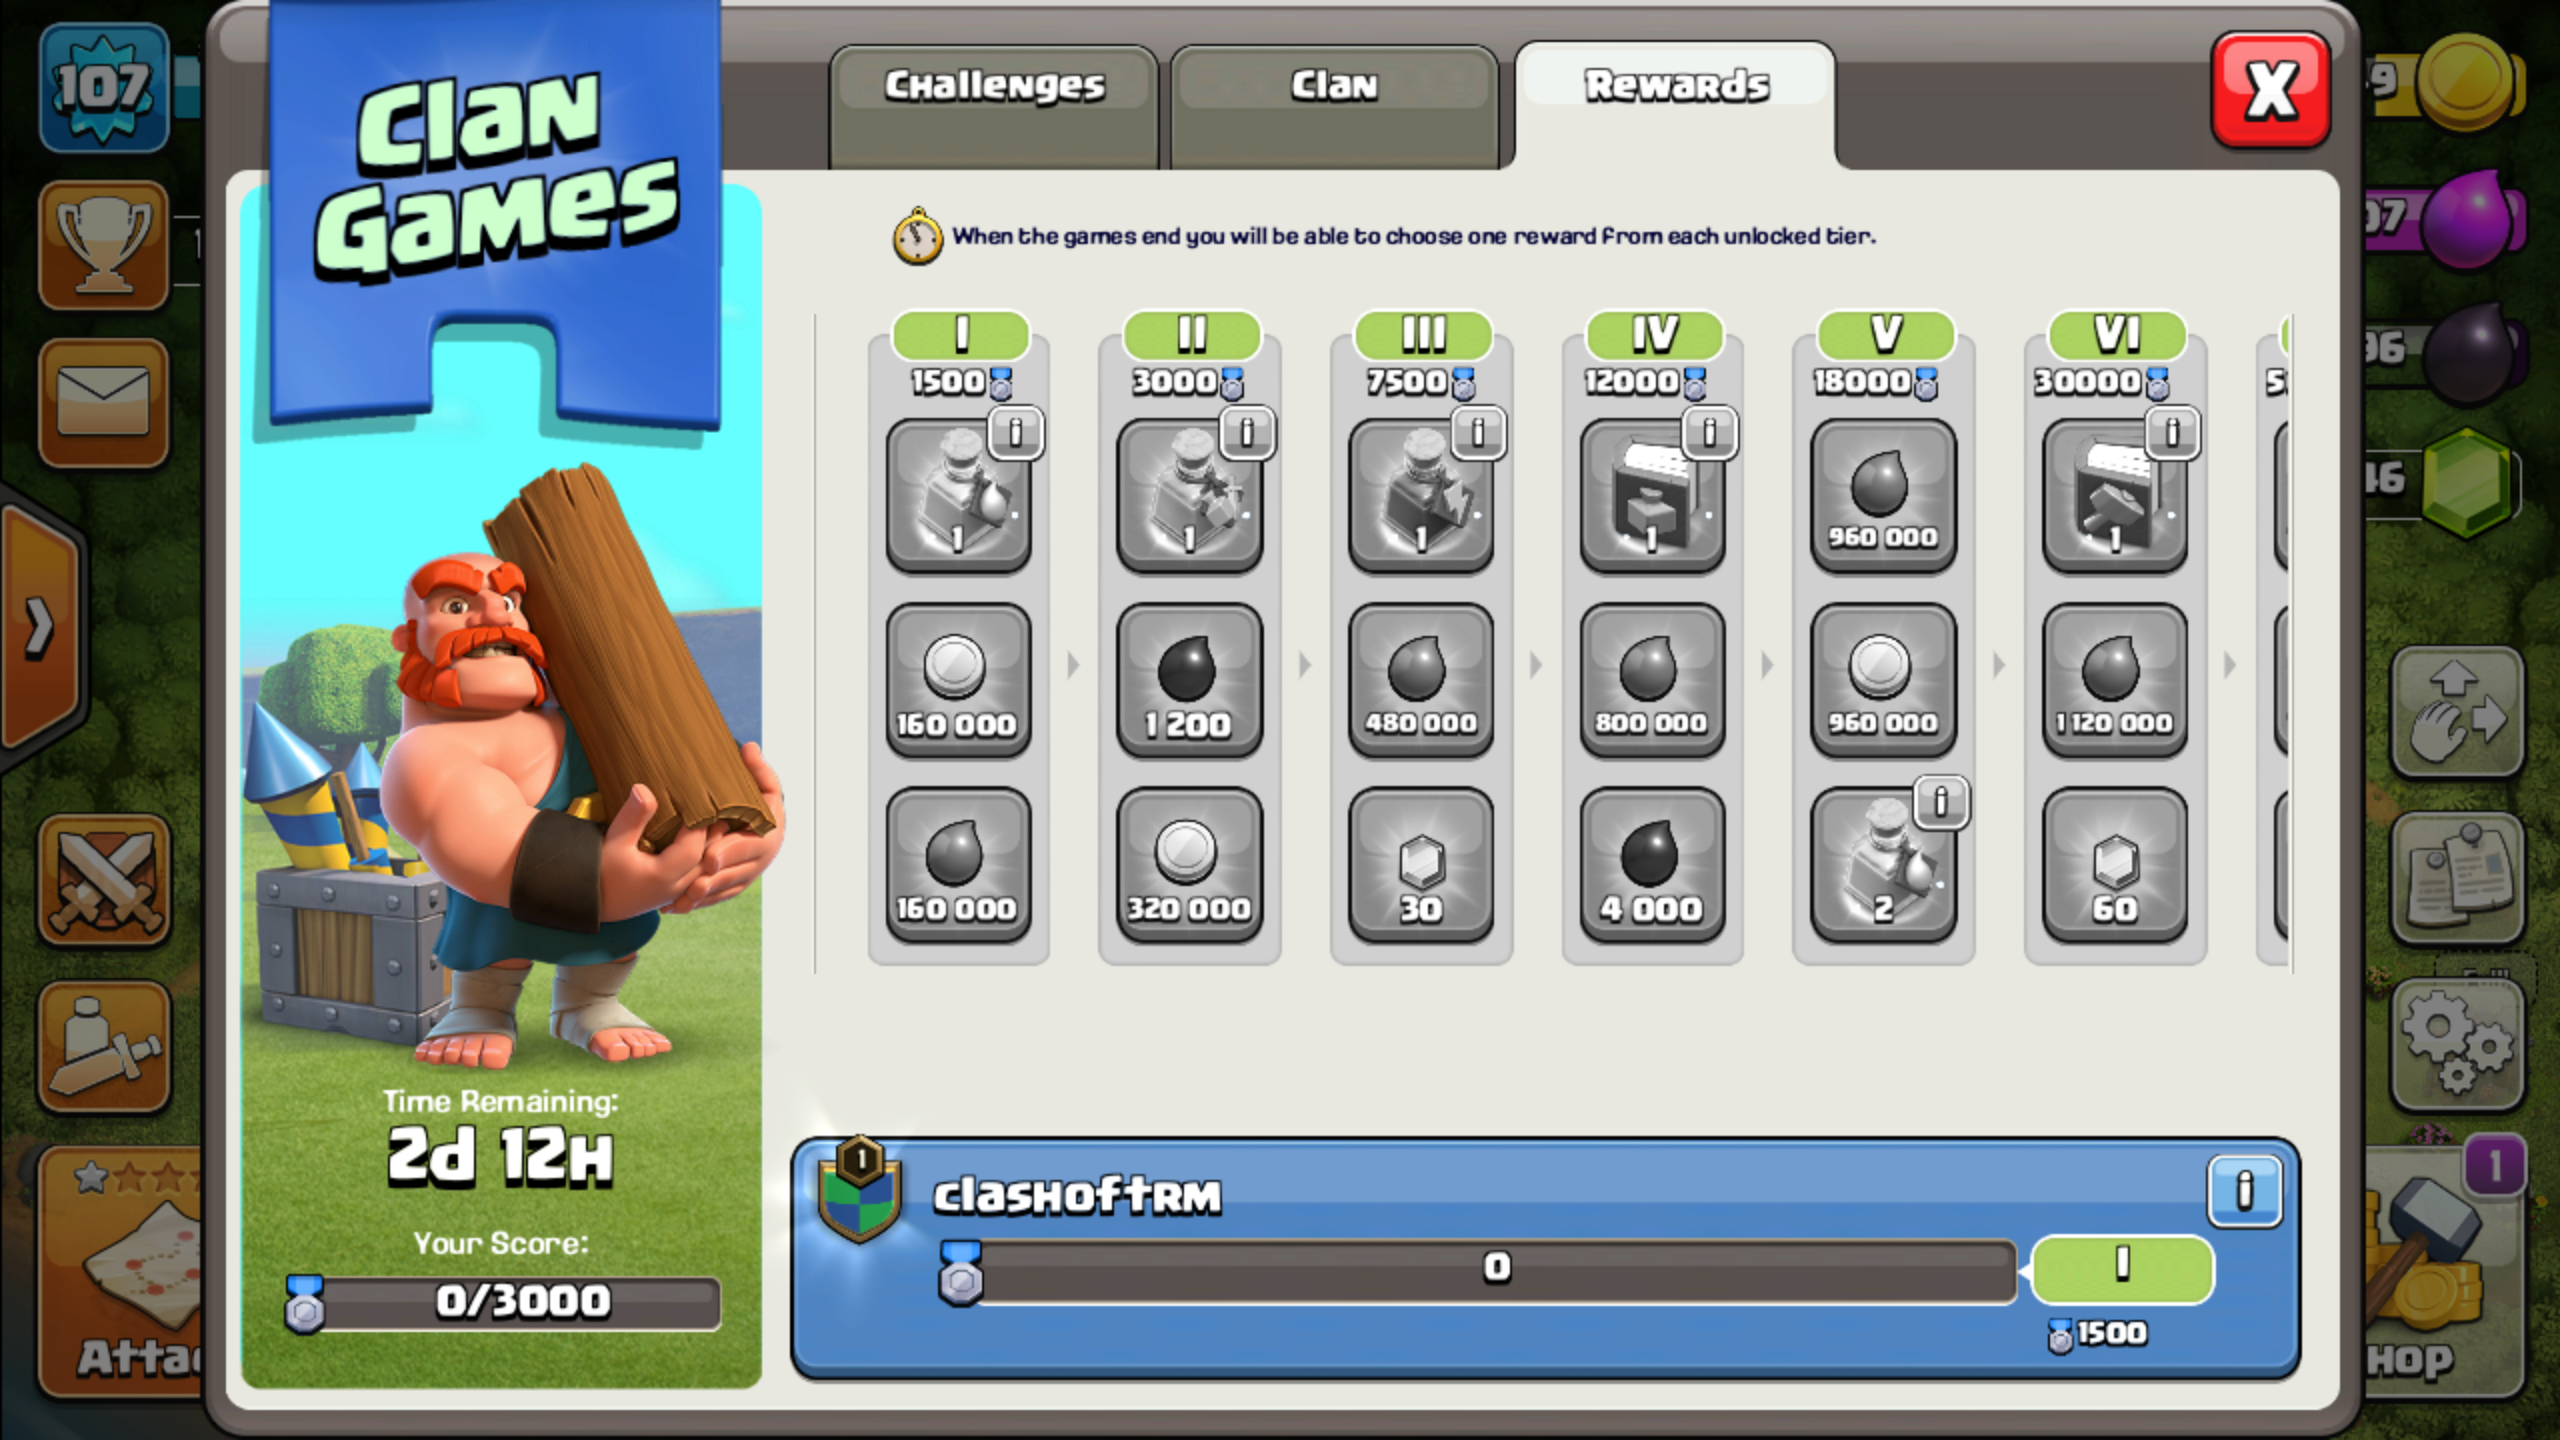 107
Clan
Games
Challenges
Clan
Rewards
X
When the games end you will be able to choose one reward from each unlocked tier.
I
II
III
IV
V
VI
1500
3000
7500
12000
18000
30000
1
1
1
1
960 000
1
160 000
1 200
480 000
800 000
960 000
1 120 000
160 000
320 000
30
4 000
2
60
Time Remaining:
2d 12H
Your Score:
0/3000
clashoftRM
1
0
I
1500
1